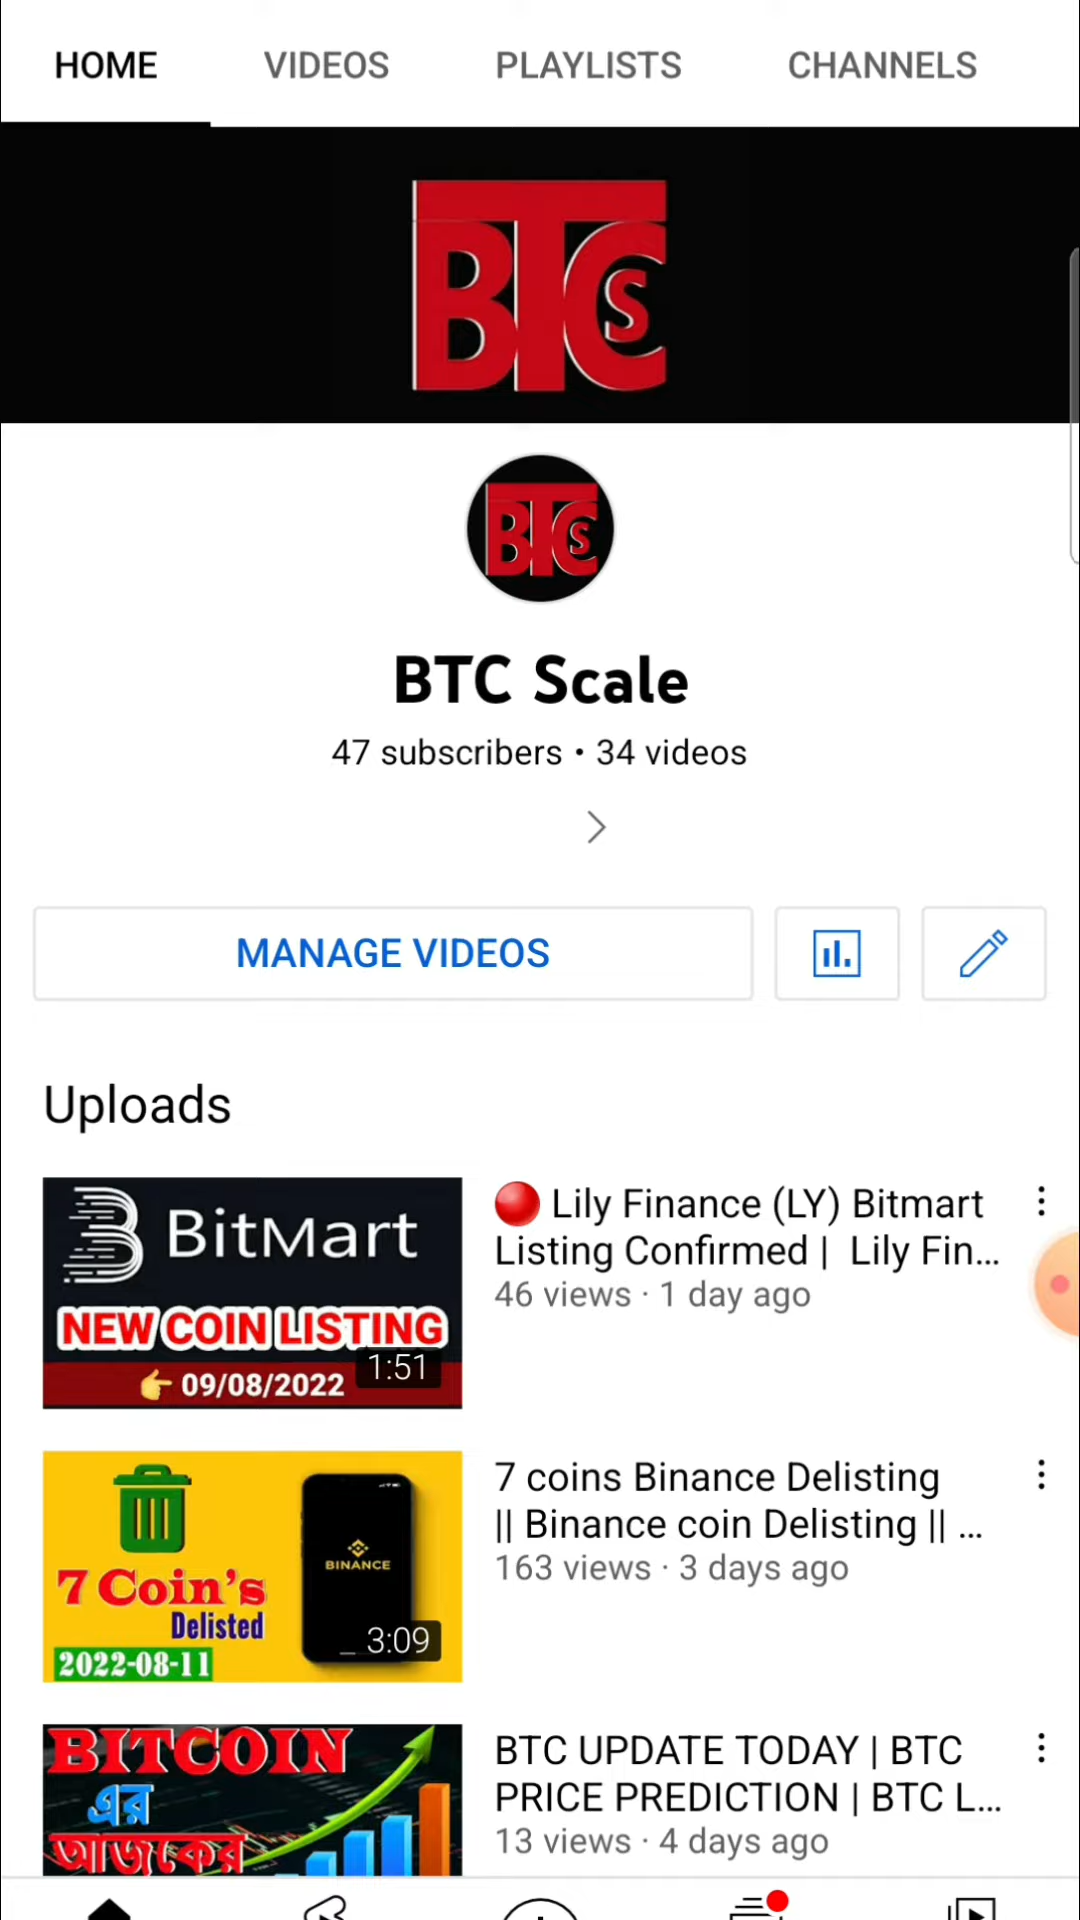 HOME VIDEOS PLAYLISTS CHANNELS
BTCs
BTCs
BTC Scale
47 subscribers • 34 videos
MANAGE VIDEOS
Uploads
BitMart
NEW COIN LISTING
1:51
👉 09/08/2022
🔴 Lily Finance (LY) Bitmart
Listing Confirmed | Lily Fin...
46 views · 1 day ago
7 Coin's
Delisted
2022-08-11
BINANCE
3:09
7 coins Binance Delisting
|| Binance coin Delisting || ...
163 views · 3 days ago
BITCOIN
এর
আজকের
BTC UPDATE TODAY | BTC
PRICE PREDICTION | BTC L...
13 views · 4 days ago